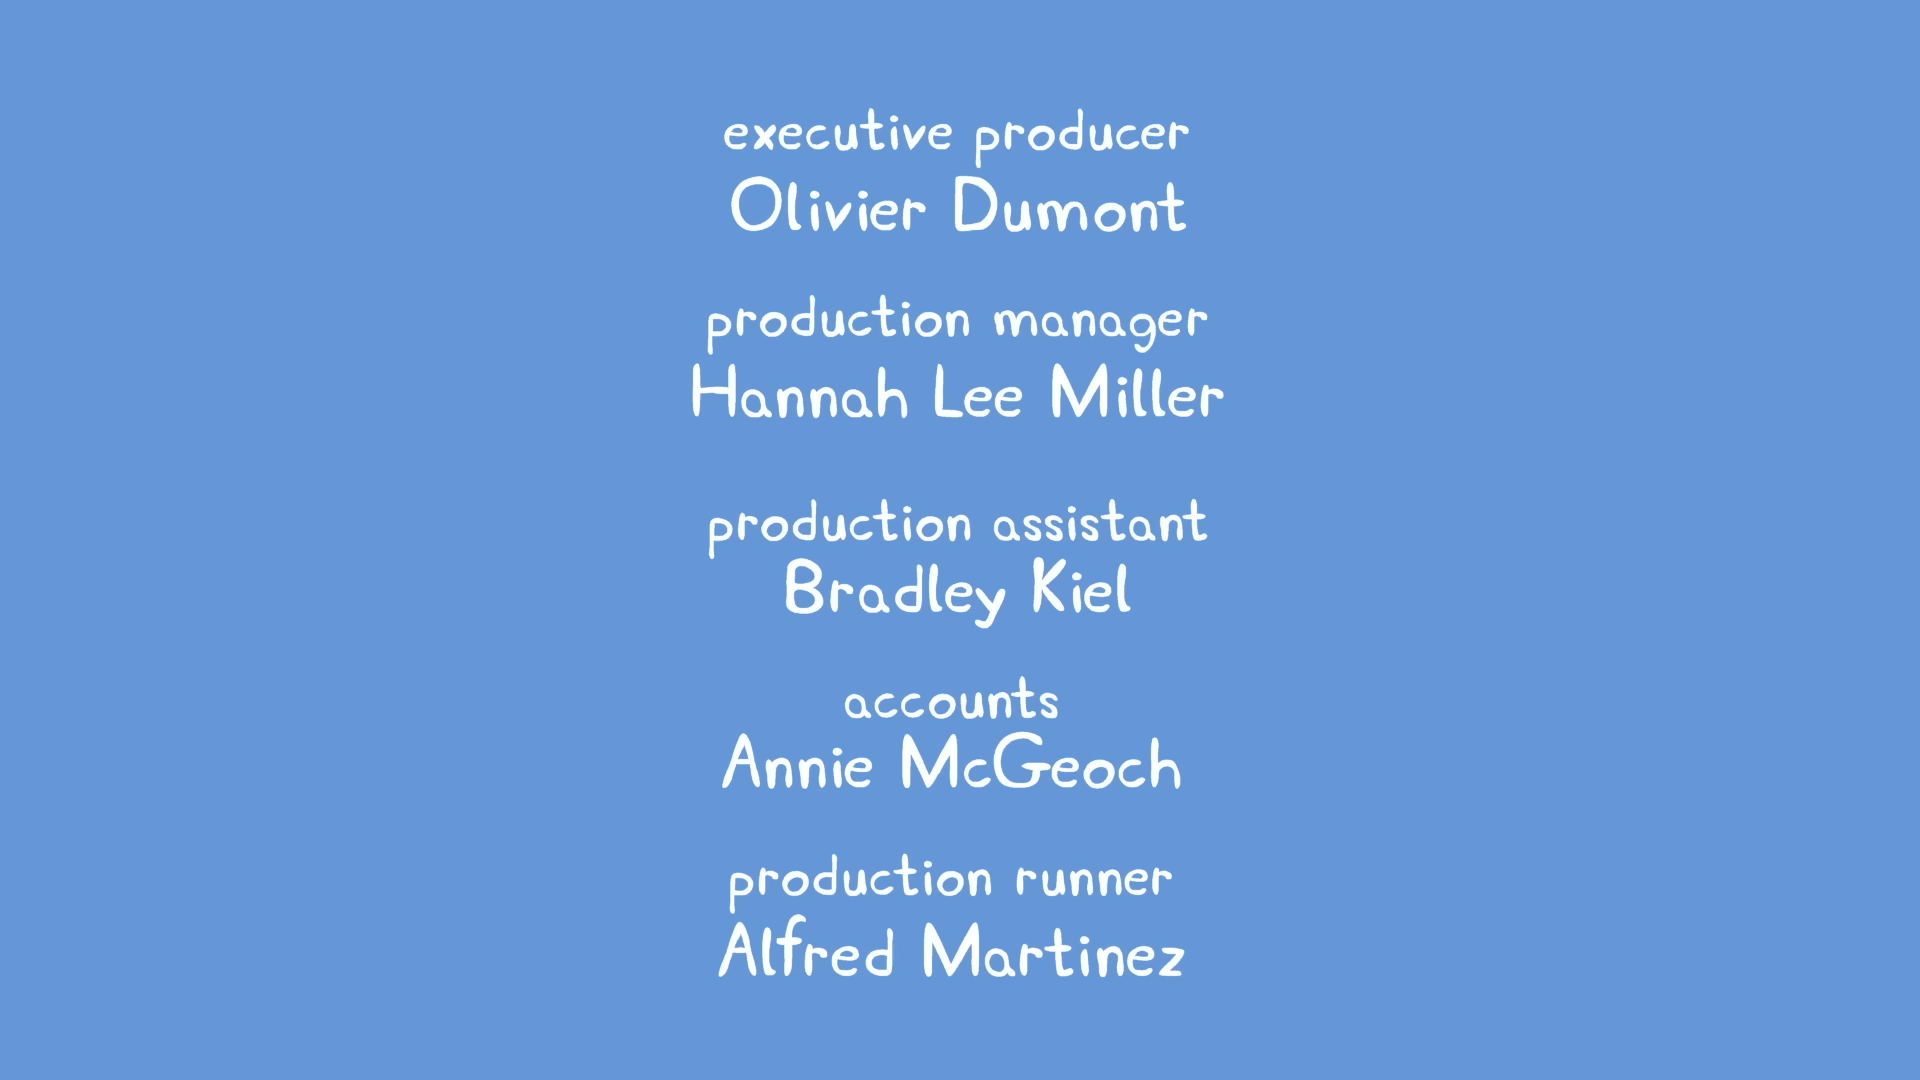 executive producer
Olivier Dumont
production manager
Hannah Lee Miller
production assistant
Bradley Kiel
accounts
Annie McGeoch
production runner
Alfred Martinez